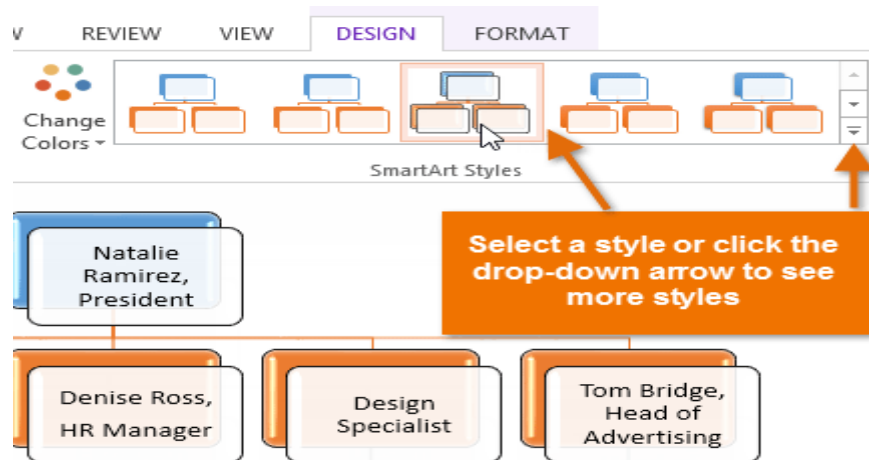 W
REVIEW
VIEW
DESIGN
FORMAT
Change
Colors
SmartArt Styles
Select a style or click the
drop-down arrow to see
more styles
Natalie
Ramirez,
President
Denise Ross,
HR Manager
Design
Specialist
Tom Bridge,
Head of
Advertising